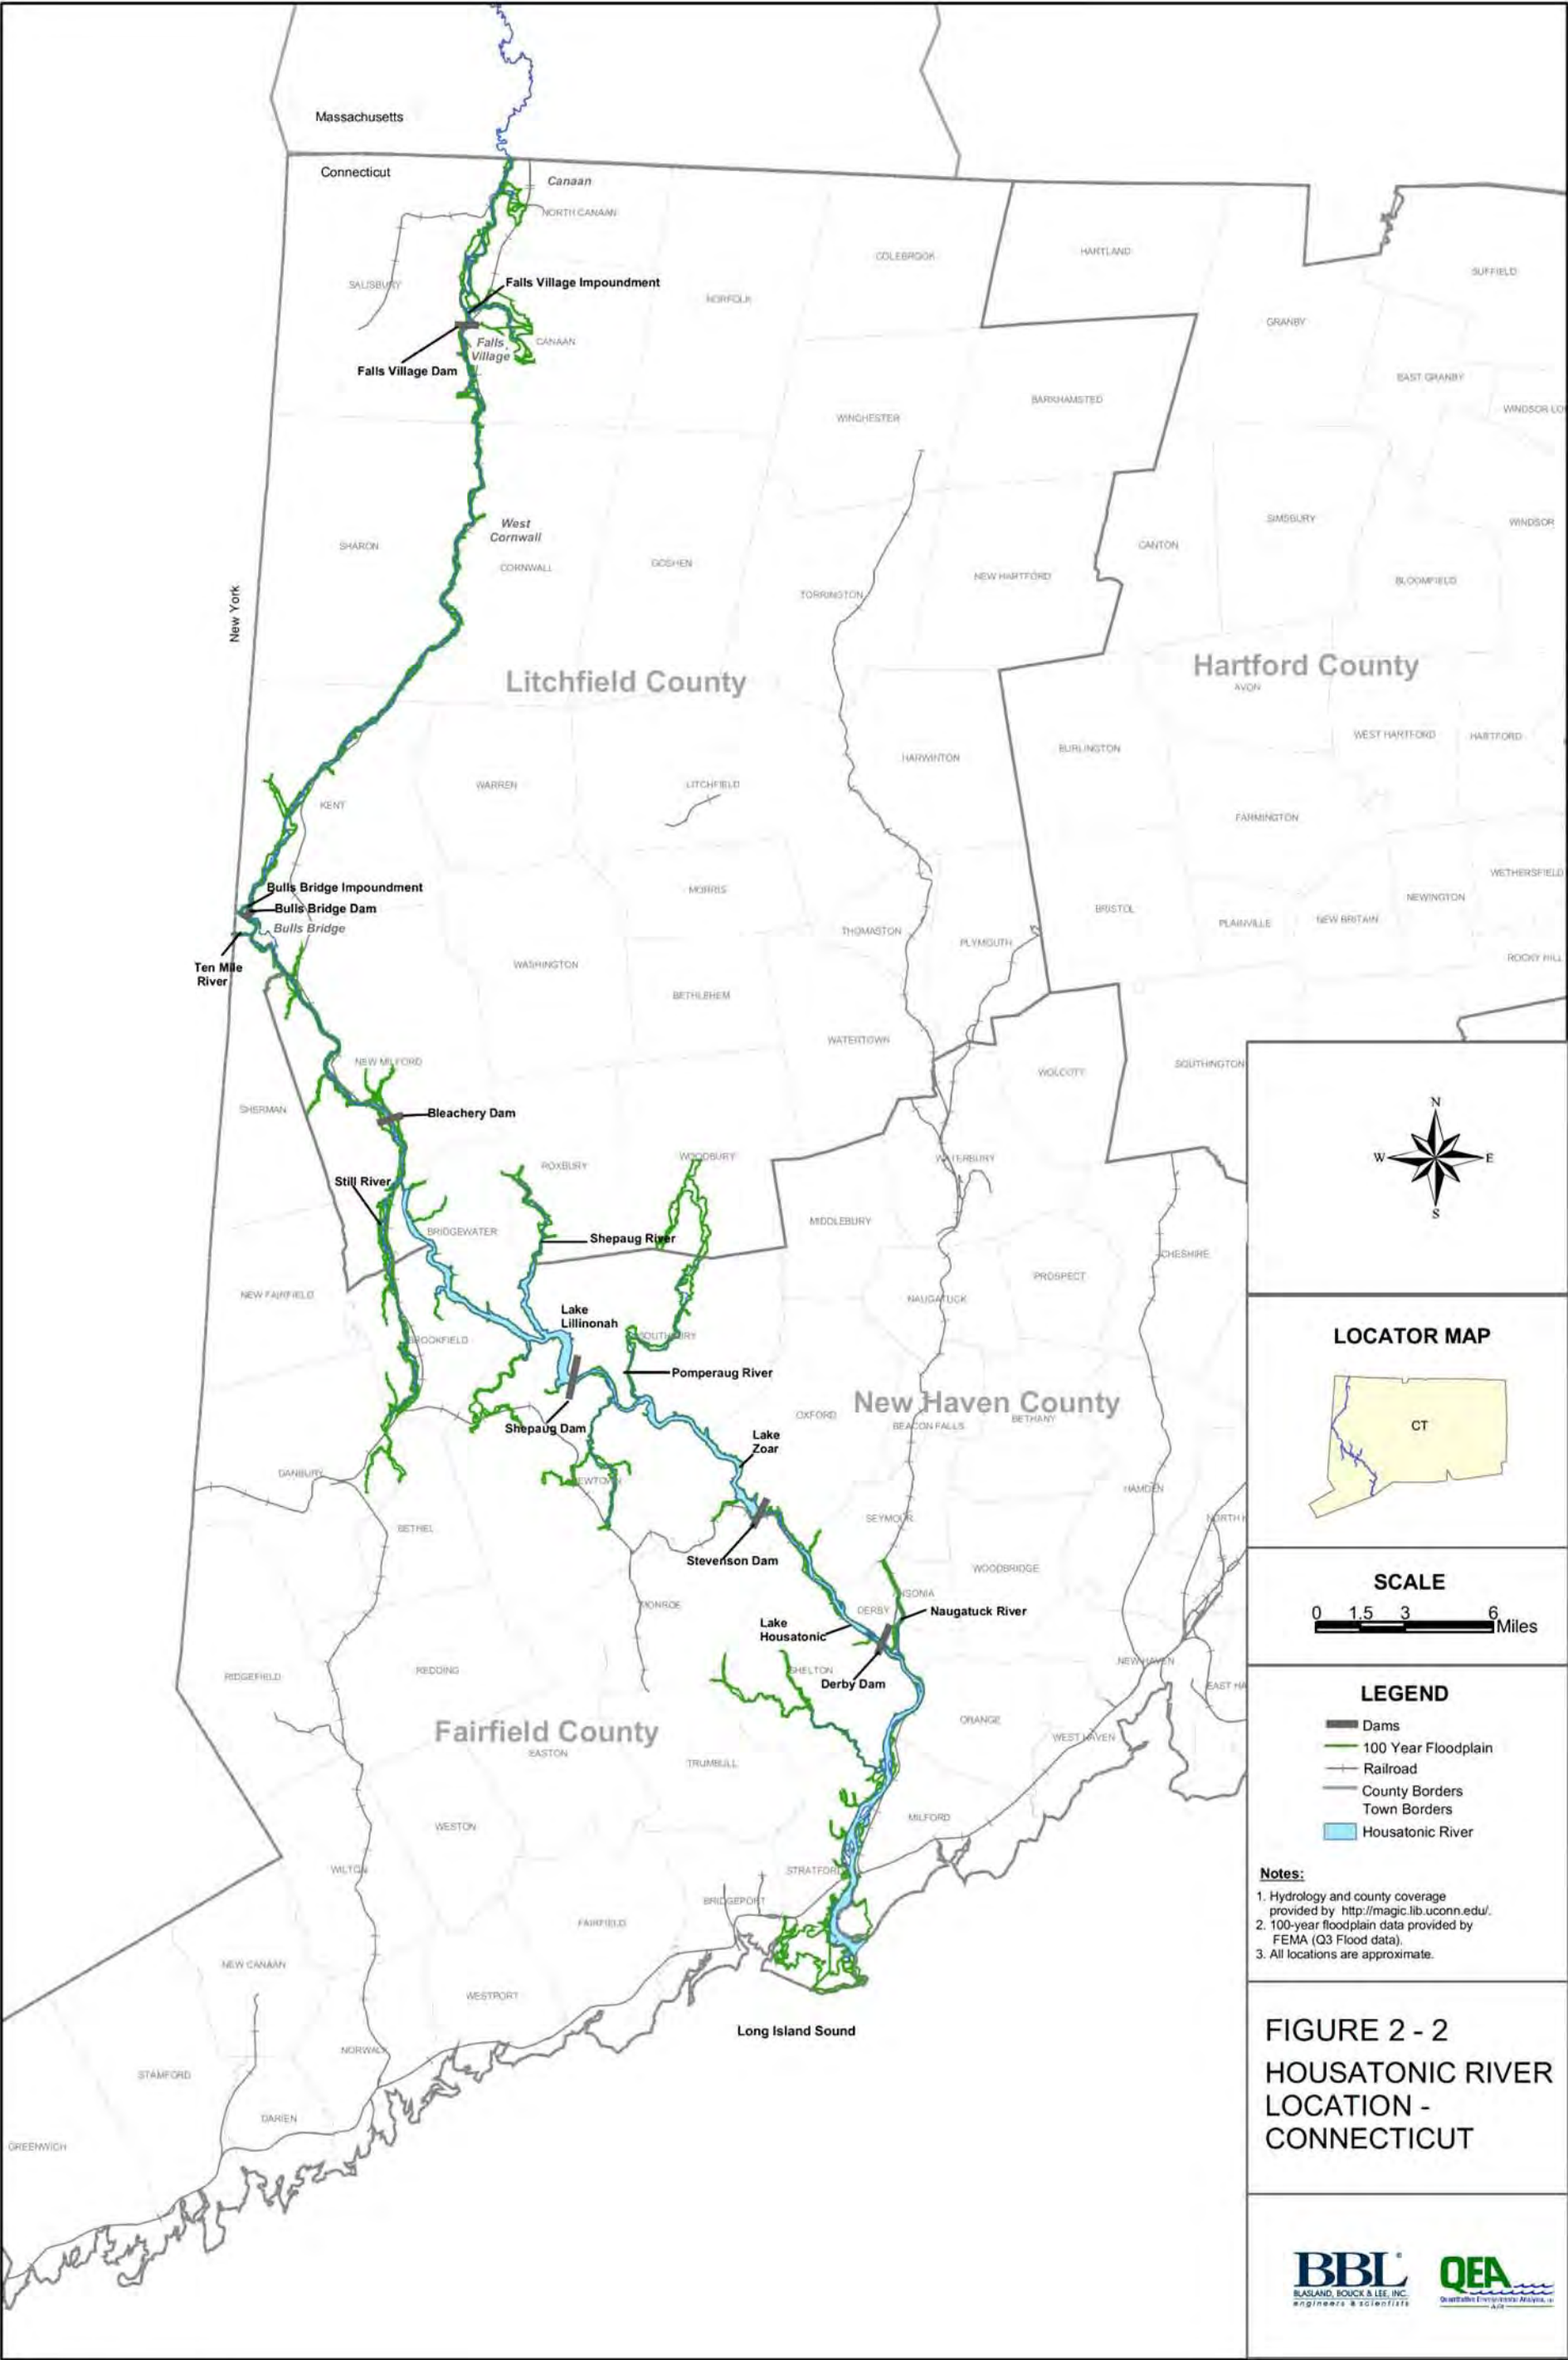 Massachusetts
Connecticut
Canaan
NORTH CANAAN
COLEBROOK
HARTLAND
SUFFIELD
SALISBURY
Falls Village Impoundment
NORFOLK
GRANBY
Falls
Village
CANAAN
Falls Village Dam
EAST GRANBY
BARKHAMSTED
WINDSOR LO
WINCHESTER
West
Cornwall
SIMSBURY
WINDSOR
SHARON
CORNWALL
GOSHEN
CANTON
NEW HARTFORD
BLOOMFIELD
TORRINGTON
New York
Litchfield County
Hartford County
AVON
WEST HARTFORD
HARTFORD
BURLINGTON
HARWINTON
WARREN
LITCHFIELD
KENT
FARMINGTON
WETHERSFIELD
Bulls Bridge Impoundment
MORRIS
NEWINGTON
Bulls Bridge Dam
BRISTOL
PLAINVILLE
NEW BRITAIN
Bulls Bridge
THOMASTON
PLYMOUTH
Ten Mile
River
WASHINGTON
ROCKY HILL
BETHLEHEM
WATERTOWN
NEW MILFORD
WOLCOTT
SOUTHINGTON
SHERMAN
Bleachery Dam
WOODBURY
WATERBURY
ROXBURY
Still River
MIDDLEBURY
BRIDGEWATER
Shepaug River
CHESHIRE
PROSPECT
NEW FAIRFIELD
NAUGATUCK
Lake
Lillinonah
BROOKFIELD
SOUTHBURY
Pomperaug River
New Haven County
OXFORD
BEACON FALLS
BETHANY
Shepaug Dam
Lake
Zoar
DANBURY
NEWTOWN
HAMDEN
SEYMOUR
NORTH H
BETHEL
Stevenson Dam
WOODBRIDGE
ANSONIA
MONROE
DERBY
Naugatuck River
Lake
Housatonic
NEW HAVEN
RIDGEFIELD
REDDING
SHELTON
Derby Dam
EAST HA
ORANGE
Fairfield County
EASTON
WEST HAVEN
TRUMBULL
MILFORD
WESTON
WILTON
STRATFORD
BRIDGEPORT
FAIRFIELD
NEW CANAAN
WESTPORT
Long Island Sound
NORWALK
STAMFORD
DARIEN
GREENWICH
N
W
E
S
LOCATOR MAP
CT
SCALE
0 1.5 3 6
Miles
LEGEND
Dams
100 Year Floodplain
Railroad
County Borders
Town Borders
Housatonic River
Notes:
1. Hydrology and county coverage
provided by http://magic.lib.uconn.edu/.
2. 100-year floodplain data provided by
FEMA (Q3 Flood data).
3. All locations are approximate.
FIGURE 2 - 2
HOUSATONIC RIVER
LOCATION -
CONNECTICUT
BBL®
BLASLAND, BOUCK & LEE, INC.
engineers & scientists
QEA
Quantitative Environmental Analysis, LLC